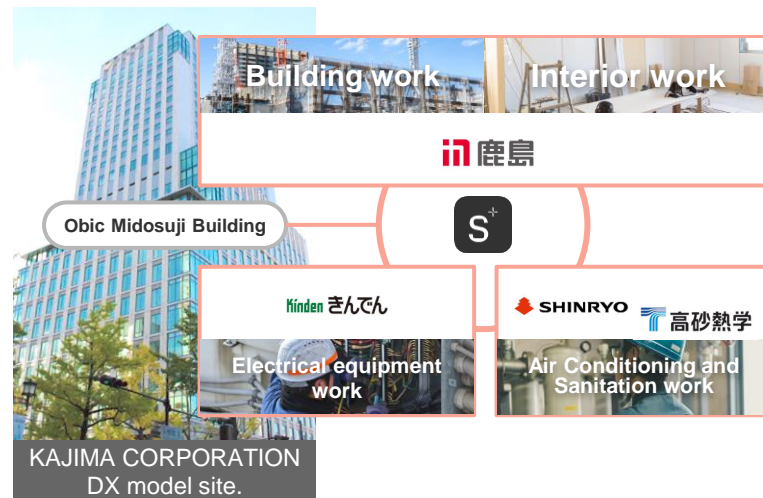 Building work
Interior work
鹿島
Obic Midosuji Building
S+
Kinden きんでん
SHINRYO
高砂熱学
Electrical equipment
work
Air Conditioning and
Sanitation work
KAJIMA CORPORATION
DX model site.